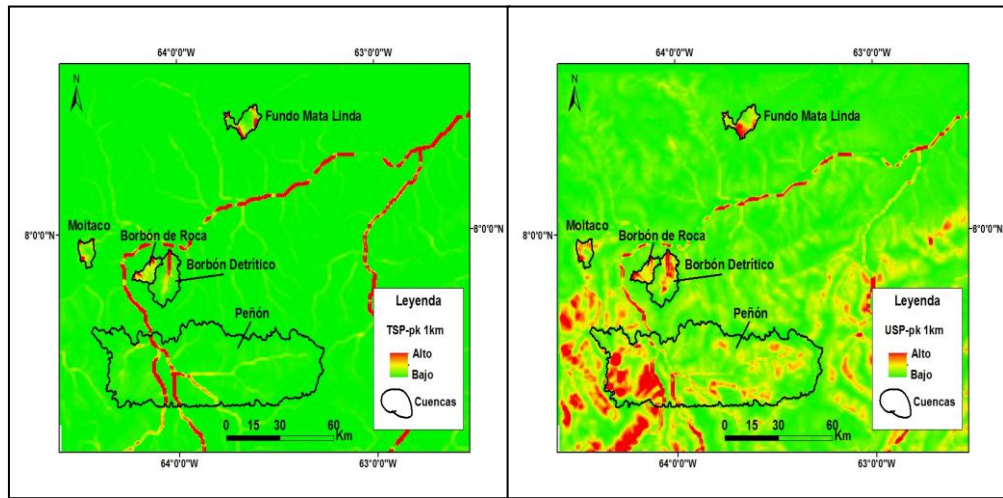 64°0'0"W 63°0'0"W
N
Fundo Mata Linda
Moitaco
8°0'0"N
Borbón de Roca
8°0'0"N
Borbón Detrítico
Leyenda
Peñón
TSP-pk 1km
Alto
Bajo
Cuencas
0 15 30 60
Km
64°0'0"W 63°0'0"W
64°0'0"W 63°0'0"W
N
Fundo Mata Linda
Moitaco
8°0'0"N
Borbón de Roca
8°0'0"N
Borbón Detrítico
Leyenda
Peñón
USP-pk 1km
Alto
Bajo
Cuencas
0 15 30 60
Km
64°0'0"W 63°0'0"W